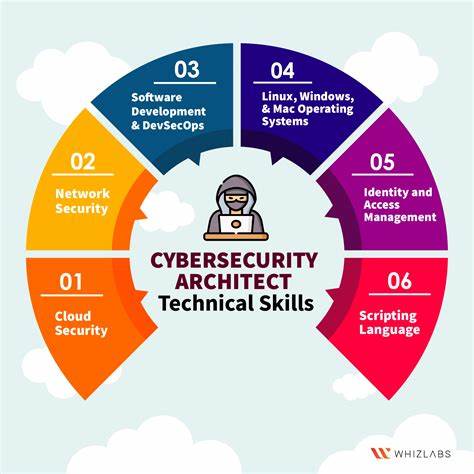 03
Software
Development
& DevSecOps
04
Linux, Windows,
& Mac Operating
Systems
02
Network
Security
05
Identity and
Access
Management
01
Cloud
Security
06
Scripting
Language
CYBERSECURITY
ARCHITECT
Technical Skills
WHIZLABS